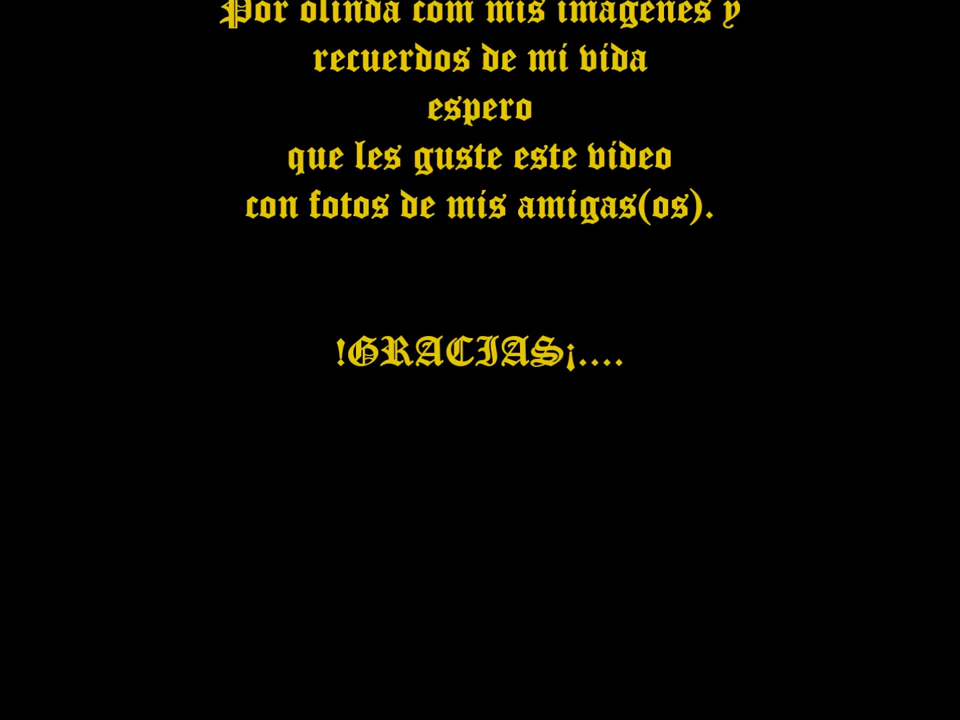 Por olinda com mis imagenes y
recuerdos de mi vida
espero
que les guste este video
con fotos de mis amigas(os).
!GRACIAS¡....